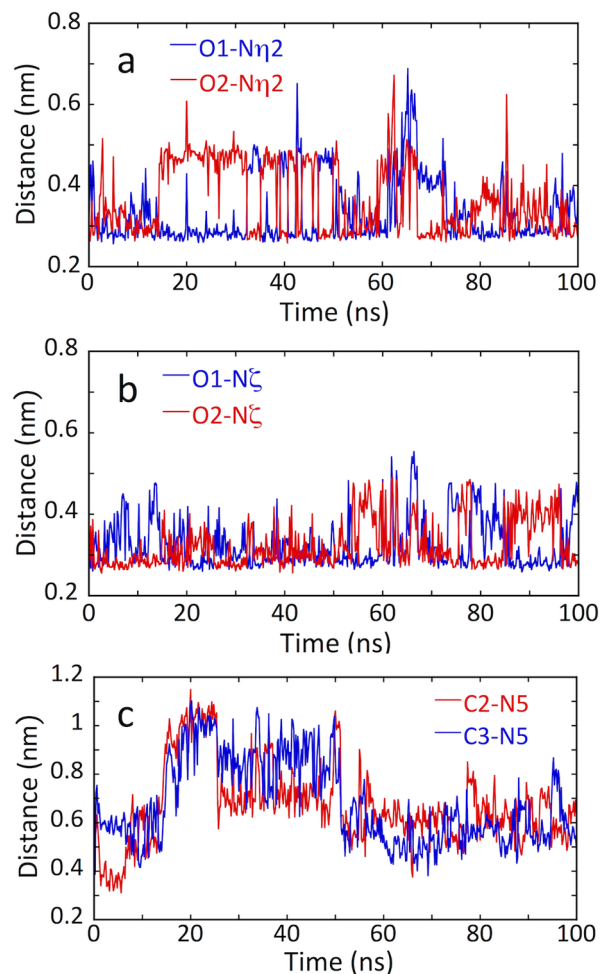 a
O1-Nη2
O2-Nη2
Distance (nm)
0.8
0.6
0.4
0.2
0 20 40 60 80 100
Time (ns)
b
O1-Nζ
O2-Nζ
Distance (nm)
0.8
0.6
0.4
0.2
0 20 40 60 80 100
Time (ns)
c
C2-N5
C3-N5
Distance (nm)
1.2
1
0.8
0.6
0.4
0.2
0 20 40 60 80 100
Time (ns)